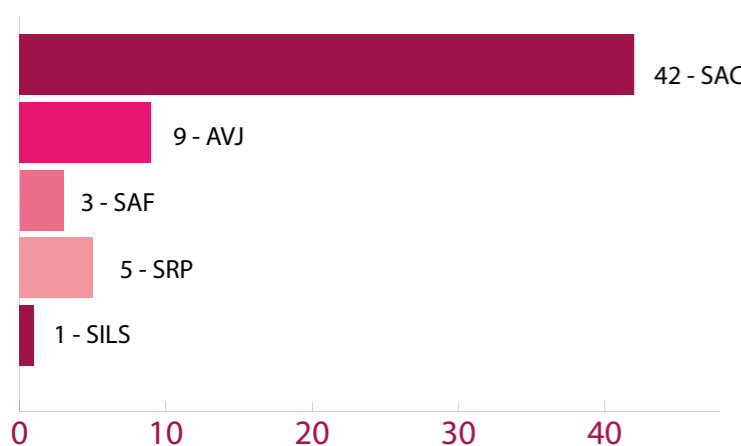 42 - SAC
9 - AVJ
3 - SAF
5 - SRP
1 - SILS
0 10 20 30 40